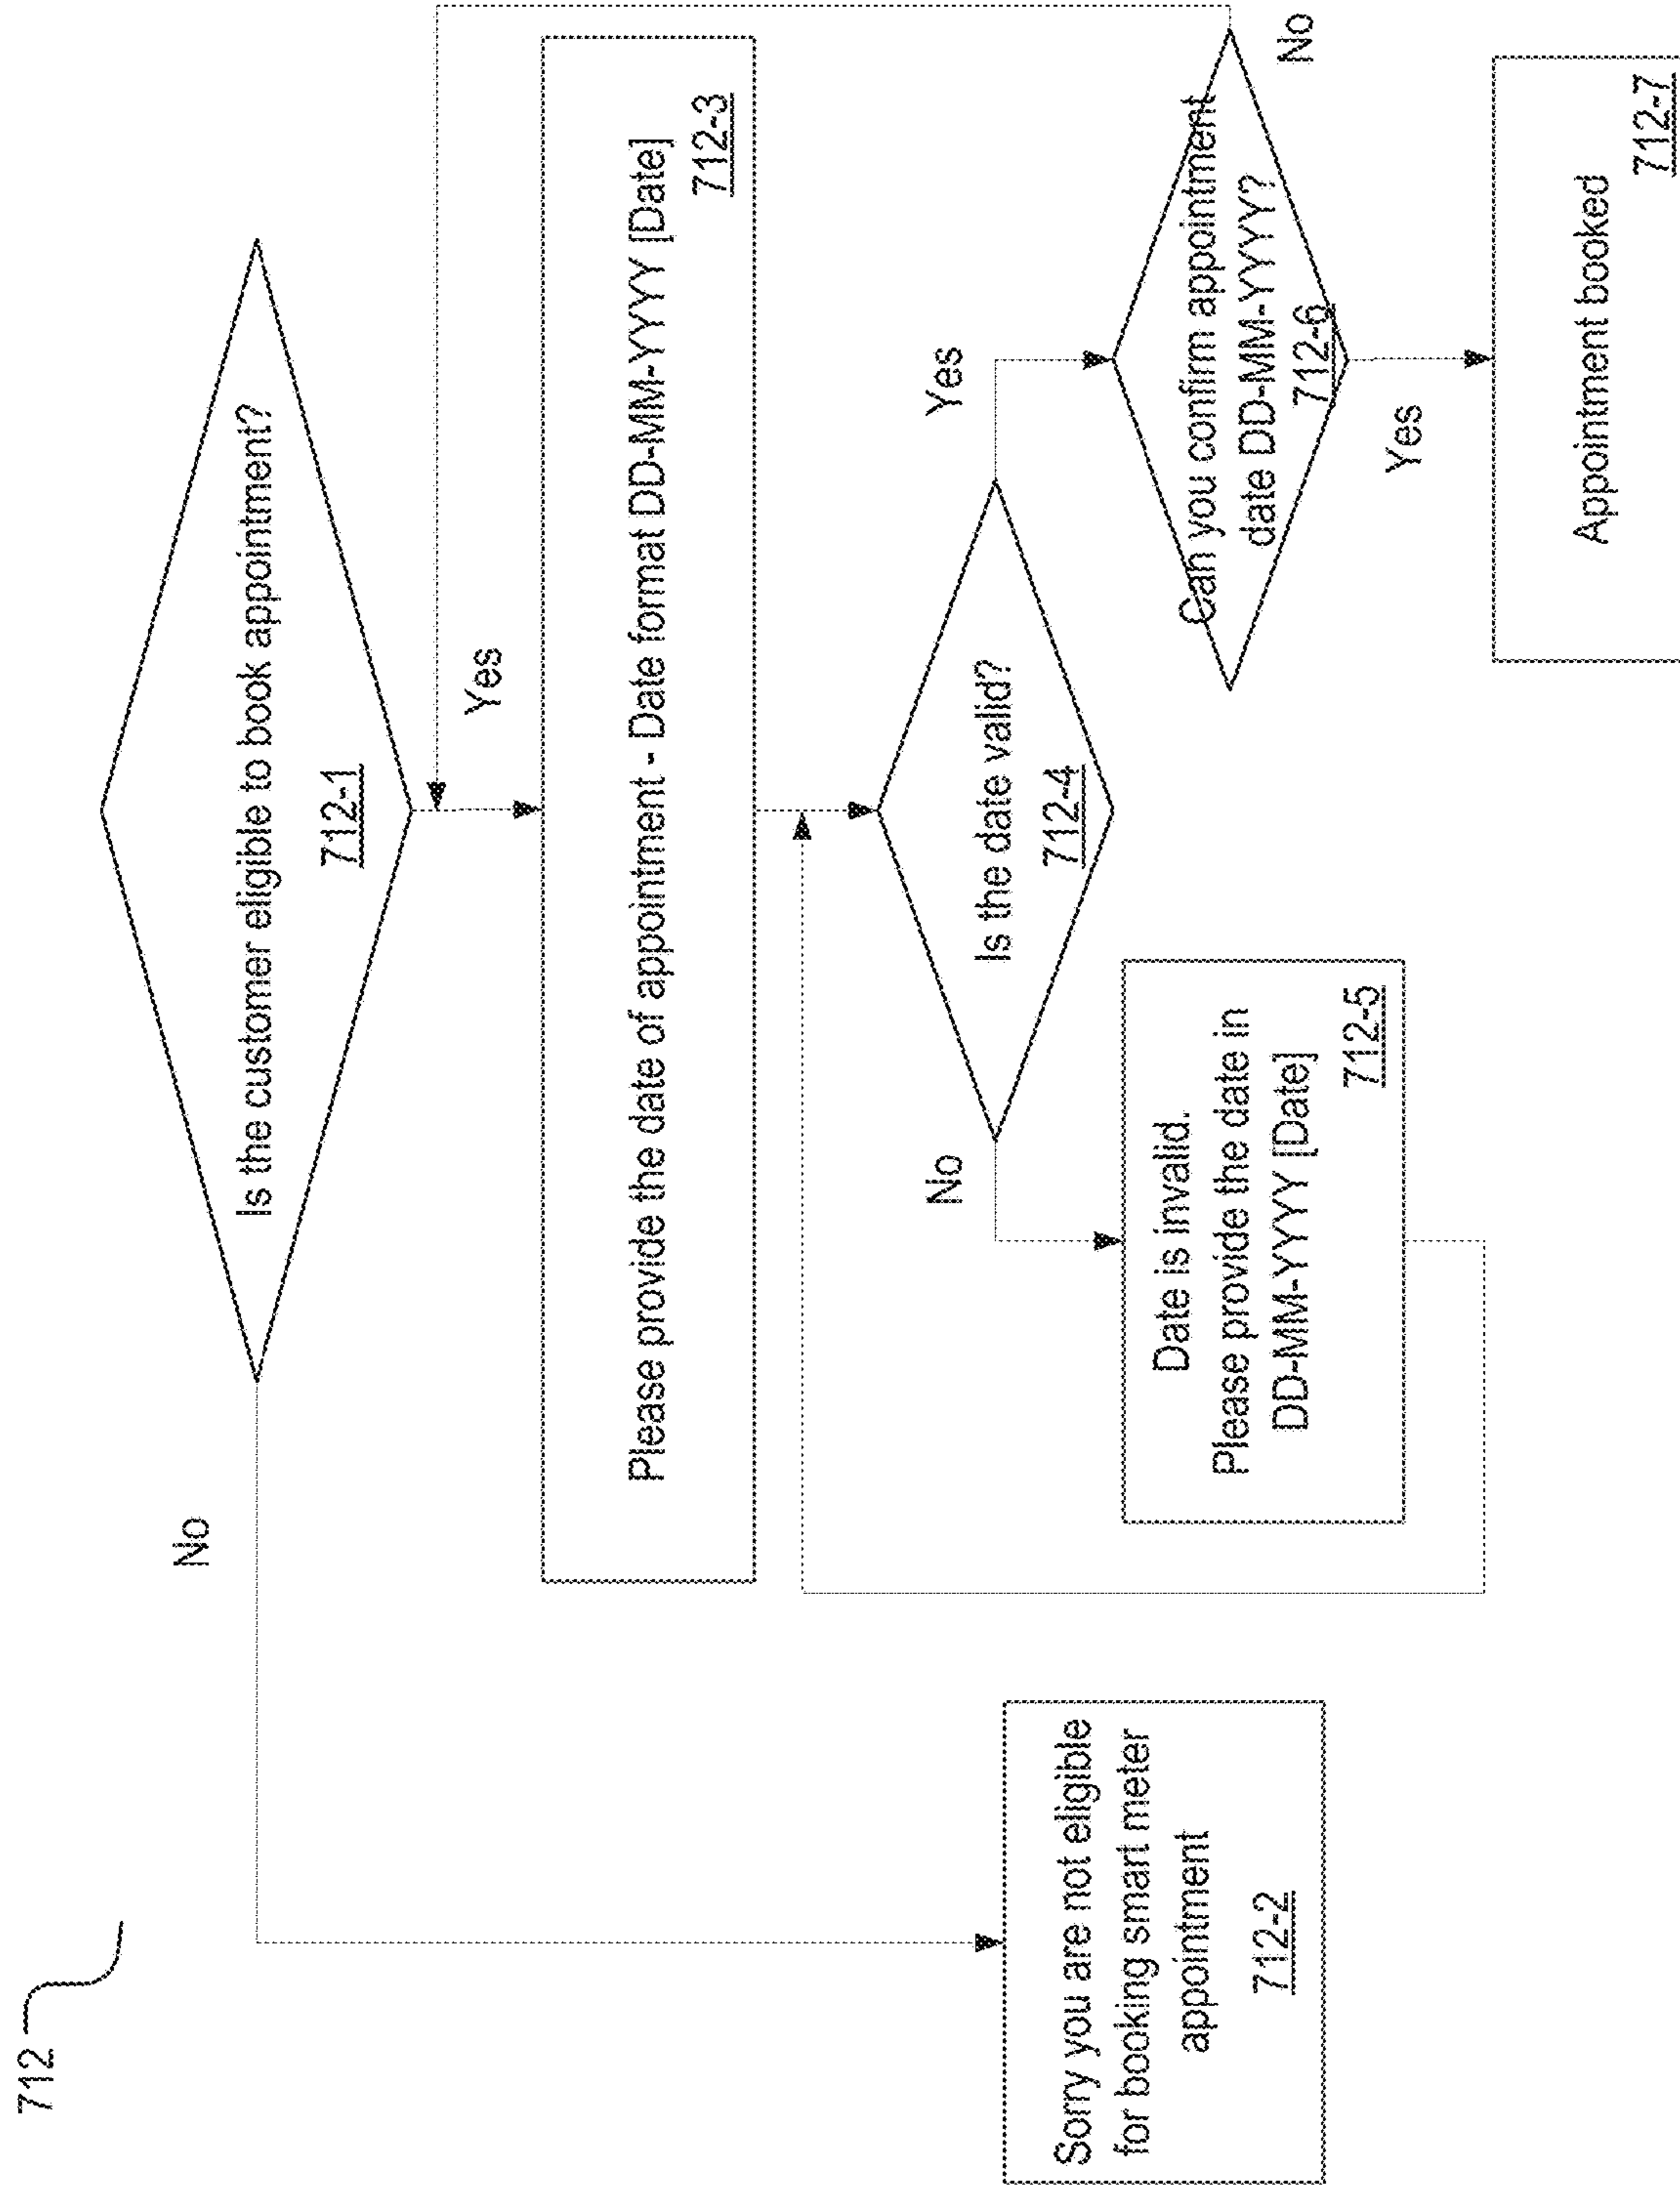 712
Is the customer eligible to book appointment?
712-1
No
Yes
Please provide the date of appointment - Date format DD-MM-YYYY [Date]
712-3
Is the date valid?
712-4
No
Yes
Sorry you are not eligible
for booking smart meter
appointment
712-2
Date is invalid.
Please provide the date in
DD-MM-YYYY [Date]
712-5
Can you confirm appointment
date DD-MM-YYYY?
712-6
No
Yes
Appointment booked
712-7